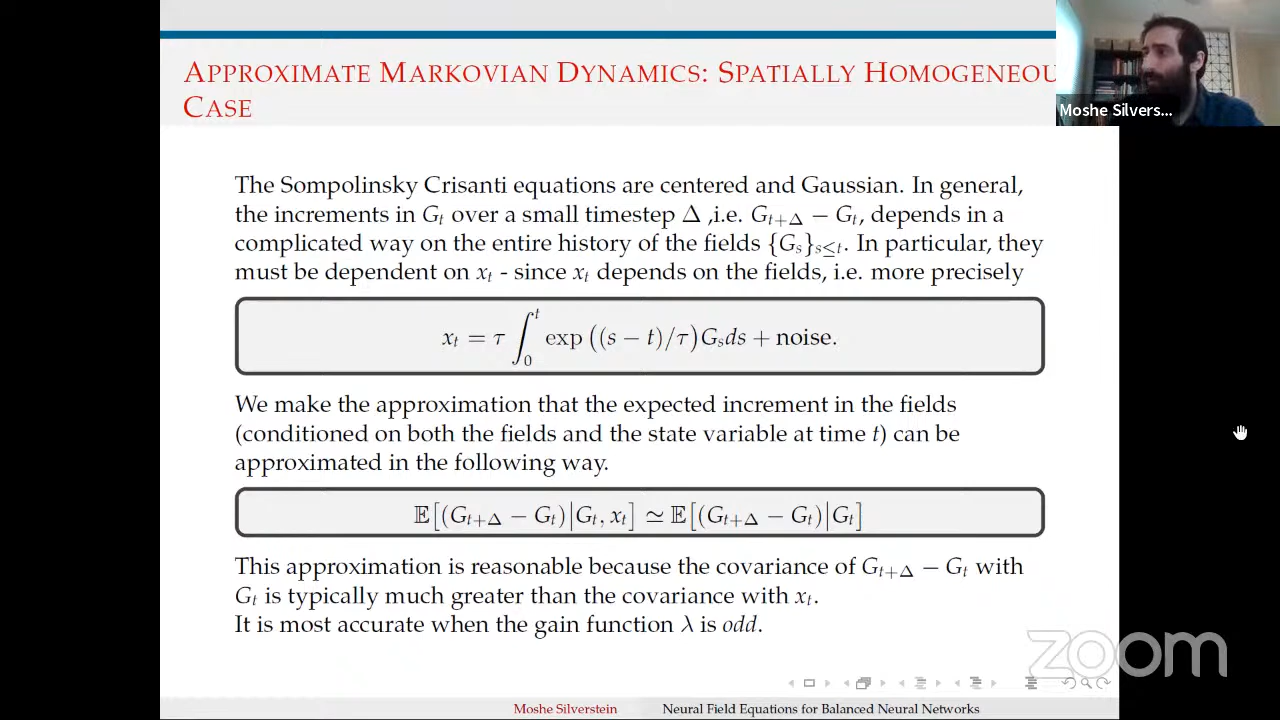 APPROXIMATE MARKOVIAN DYNAMICS: SPATIALLY HOMOGENEOU
CASE
Moshe Silvers...
The Sompolinsky Crisanti equations are centered and Gaussian. In general,
the increments in G_t over a small timestep Δ ,i.e. G_{t+Δ} − G_t, depends in a
complicated way on the entire history of the fields {G_s}_{s≤t}. In particular, they
must be dependent on x_t - since x_t depends on the fields, i.e. more precisely
x_t = τ ∫_0^t exp((s − t)/τ)G_s ds + noise.
We make the approximation that the expected increment in the fields
(conditioned on both the fields and the state variable at time t) can be
approximated in the following way.
𝔼[(G_{t+Δ} − G_t)|G_t, x_t] ≃ 𝔼[(G_{t+Δ} − G_t)|G_t]
This approximation is reasonable because the covariance of G_{t+Δ} − G_t with
G_t is typically much greater than the covariance with x_t.
It is most accurate when the gain function λ is odd.
zoom
Moshe Silverstein Neural Field Equations for Balanced Neural Networks